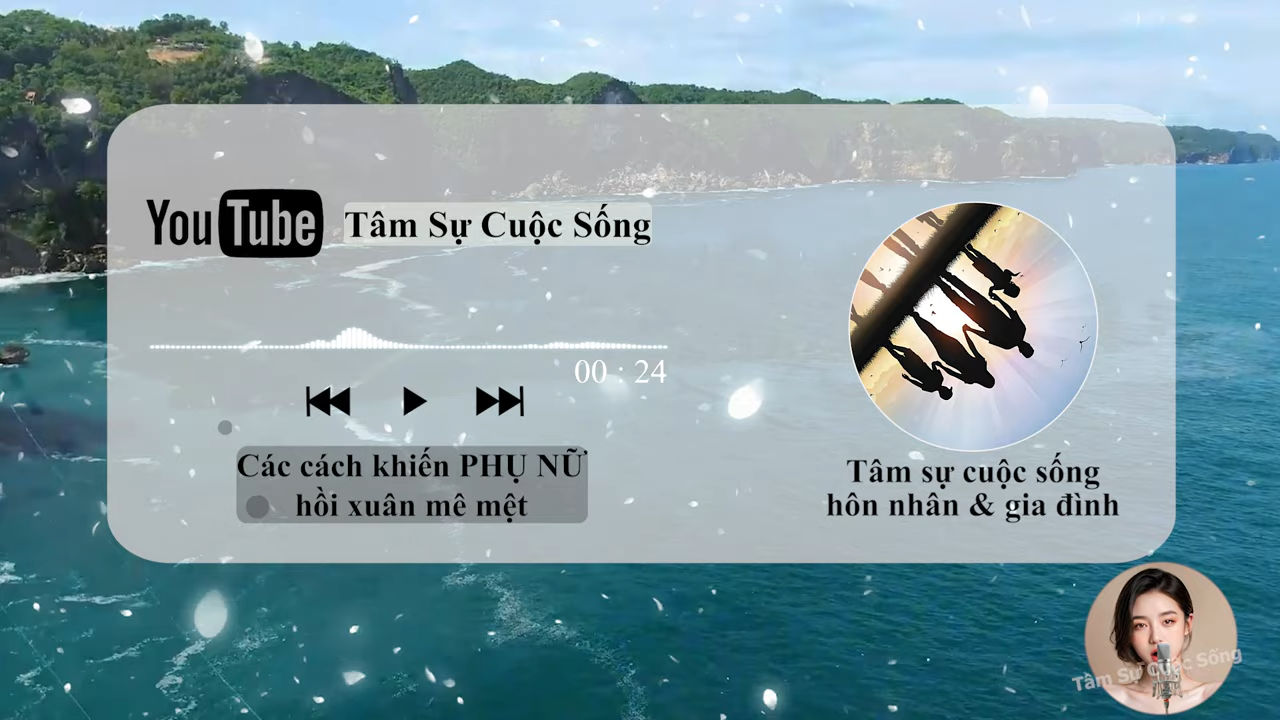 YouTube Tâm Sự Cuộc Sống
00 : 24
Các cách khiến PHỤ NỮ
hồi xuân mê mệt
Tâm sự cuộc sống
hôn nhân & gia đình
Tâm Sự Cuộc Sống